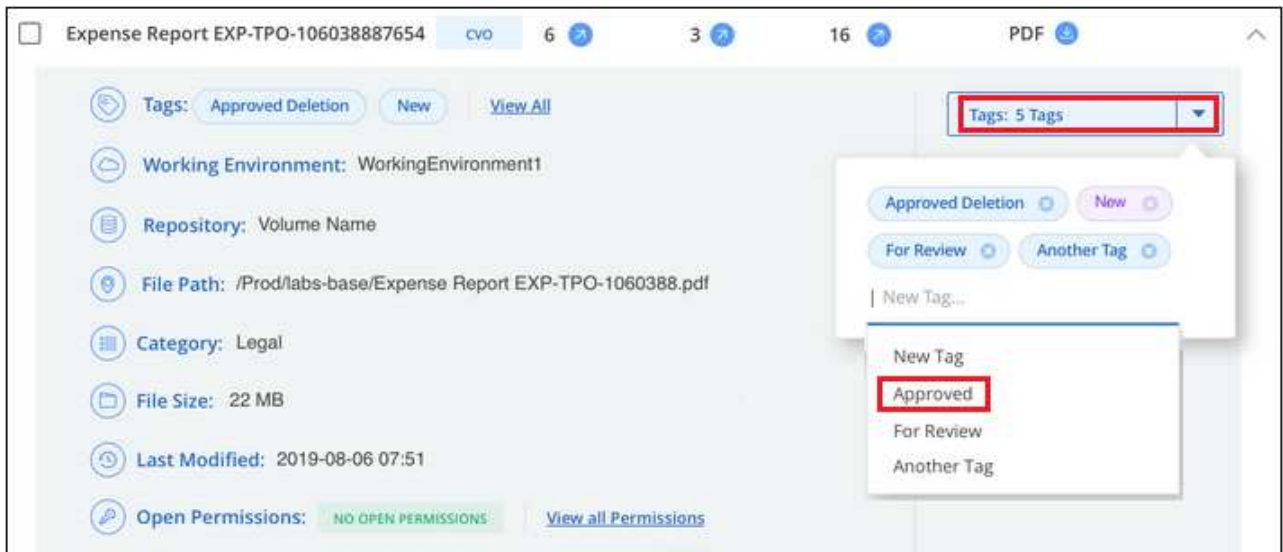 Expense Report EXP-TPO-106038887654 CVO 6 3 16 PDF
Tags: Approved Deletion New View All
Tags: 5 Tags
Working Environment: WorkingEnvironment1
Repository: Volume Name
File Path: /Prod/labs-base/Expense Report EXP-TPO-1060388.pdf
Category: Legal
File Size: 22 MB
Last Modified: 2019-08-06 07:51
Open Permissions: NO OPEN PERMISSIONS View all Permissions
Approved Deletion New
For Review Another Tag
New Tag...
New Tag
Approved
For Review
Another Tag